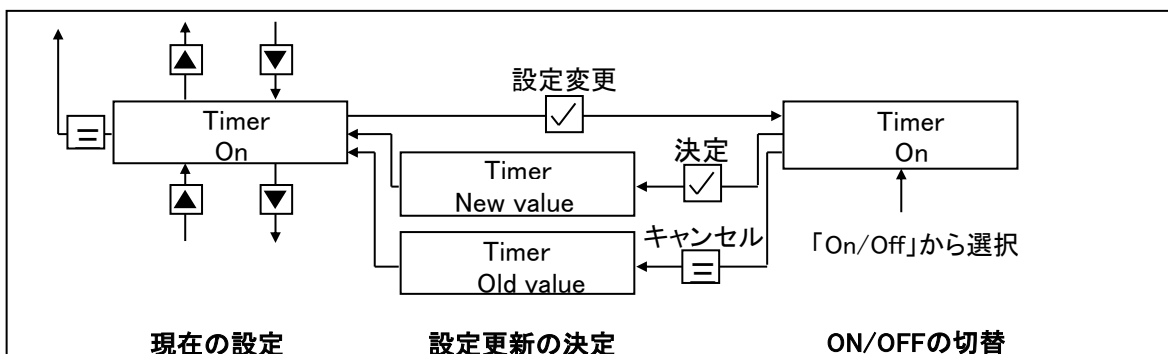 設定変更
Timer
On
Timer
On
決定
Timer
New value
キャンセル
Timer
Old value
「On/Off」から選択
現在の設定
設定更新の決定
ON/OFFの切替